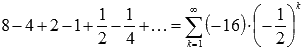 8 − 4 + 2 − 1 + 1/2 − 1/4 + … = ∑_{k=1}^{∞} (−16) · (−1/2)^k